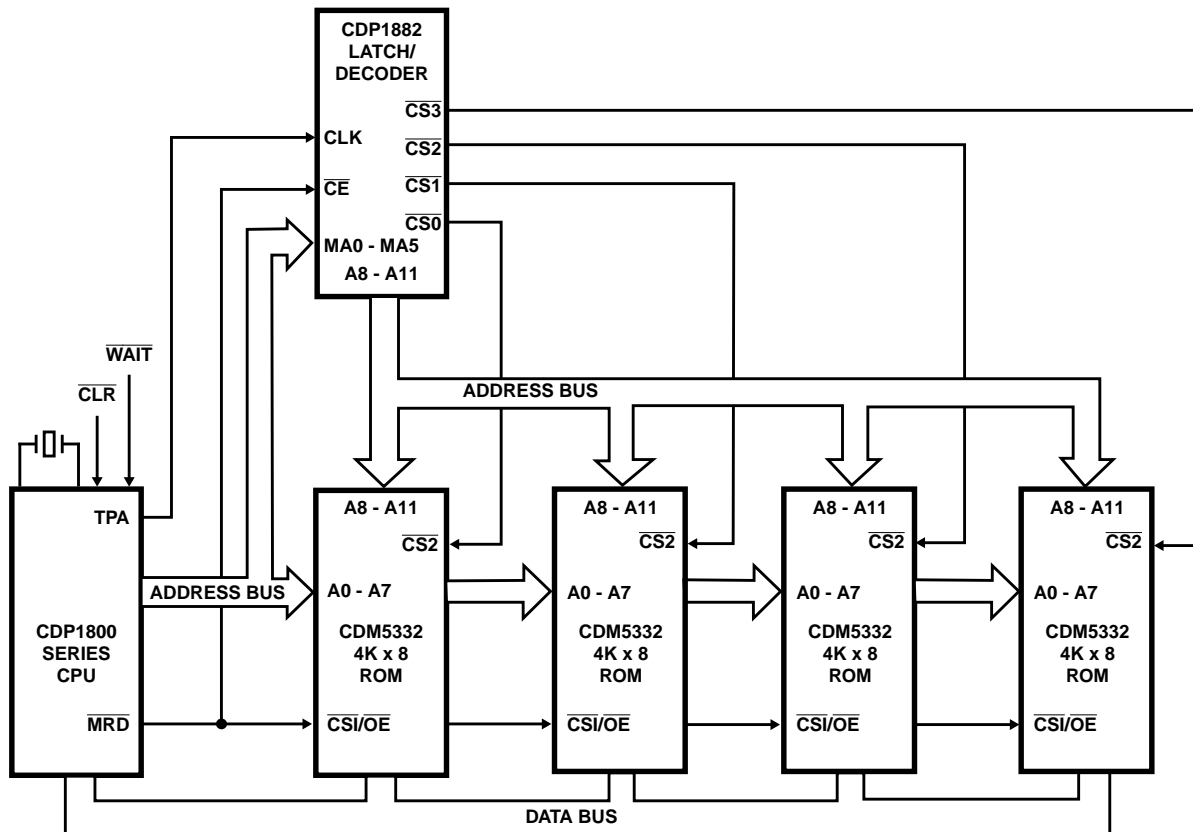 CDP1882
LATCH/
DECODER
CS3
CLK
CS2
CE
CS1
CS0
MA0 - MA5
A8 - A11
WAIT
CLR
ADDRESS BUS
TPA
A8 - A11
CS2
A8 - A11
CS2
A8 - A11
CS2
A8 - A11
CS2
ADDRESS BUS
A0 - A7
A0 - A7
A0 - A7
A0 - A7
CDP1800
SERIES
CPU
CDM5332
4K x 8
ROM
CDM5332
4K x 8
ROM
CDM5332
4K x 8
ROM
CDM5332
4K x 8
ROM
MRD
CSI/OE
CSI/OE
CSI/OE
CSI/OE
DATA BUS